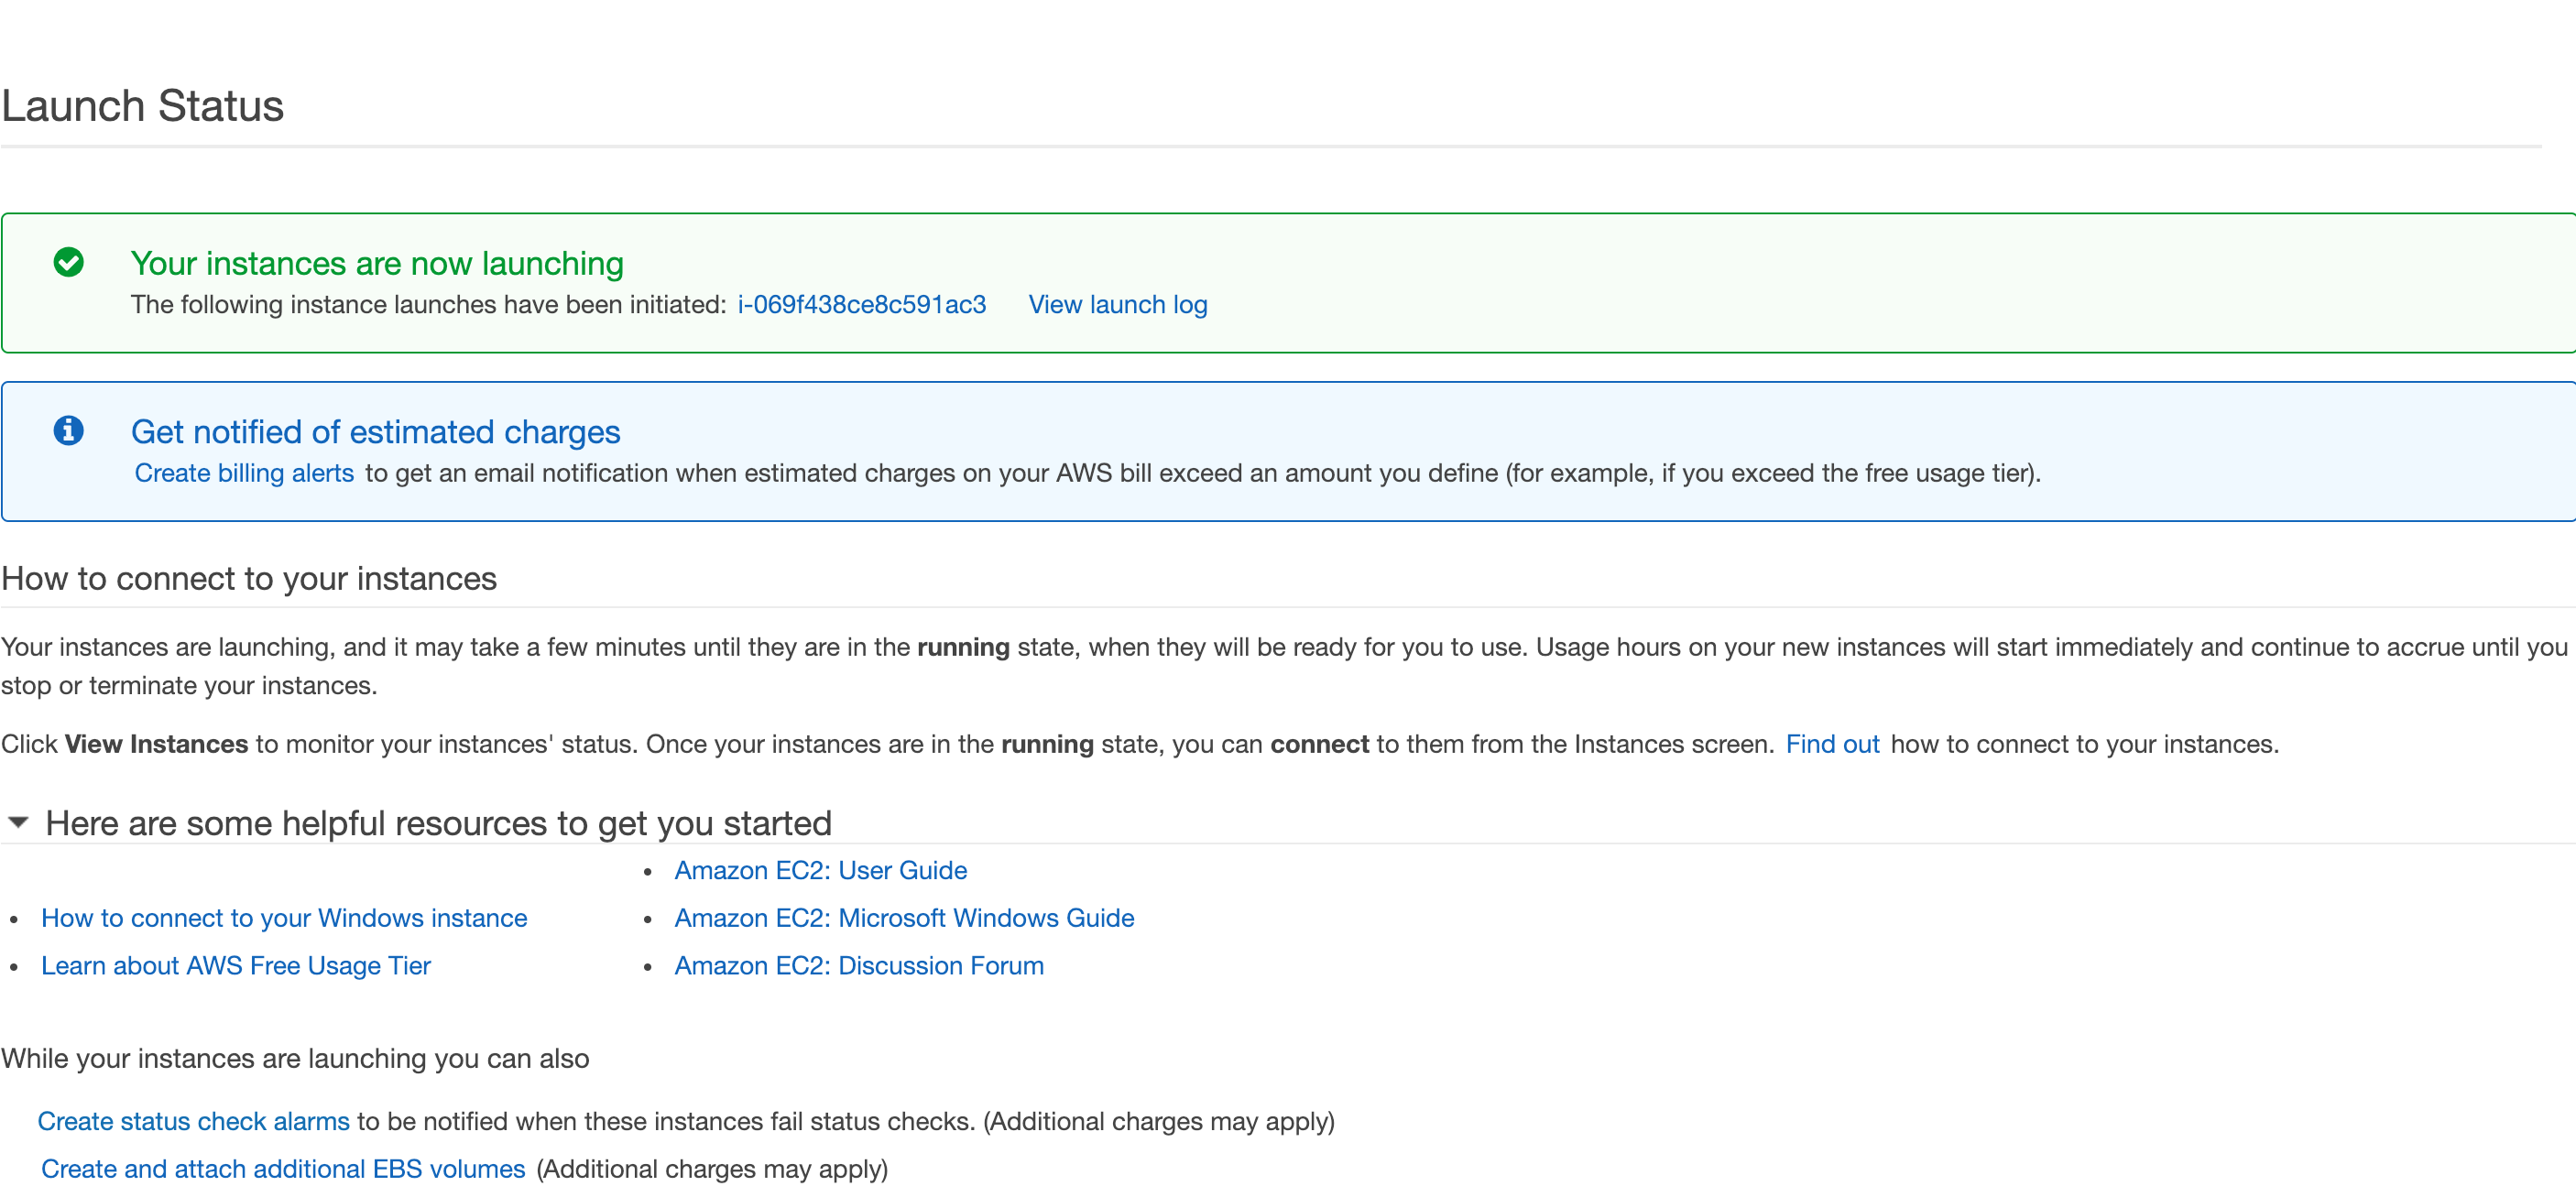 Launch Status
Your instances are now launching
The following instance launches have been initiated: i-069f438ce8c591ac3 View launch log
Get notified of estimated charges
Create billing alerts to get an email notification when estimated charges on your AWS bill exceed an amount you define (for example, if you exceed the free usage tier).
How to connect to your instances
Your instances are launching, and it may take a few minutes until they are in the running state, when they will be ready for you to use. Usage hours on your new instances will start immediately and continue to accrue until you
stop or terminate your instances.
Click View Instances to monitor your instances' status. Once your instances are in the running state, you can connect to them from the Instances screen. Find out how to connect to your instances.
Here are some helpful resources to get you started
• How to connect to your Windows instance
• Learn about AWS Free Usage Tier
• Amazon EC2: User Guide
• Amazon EC2: Microsoft Windows Guide
• Amazon EC2: Discussion Forum
While your instances are launching you can also
Create status check alarms to be notified when these instances fail status checks. (Additional charges may apply)
Create and attach additional EBS volumes (Additional charges may apply)